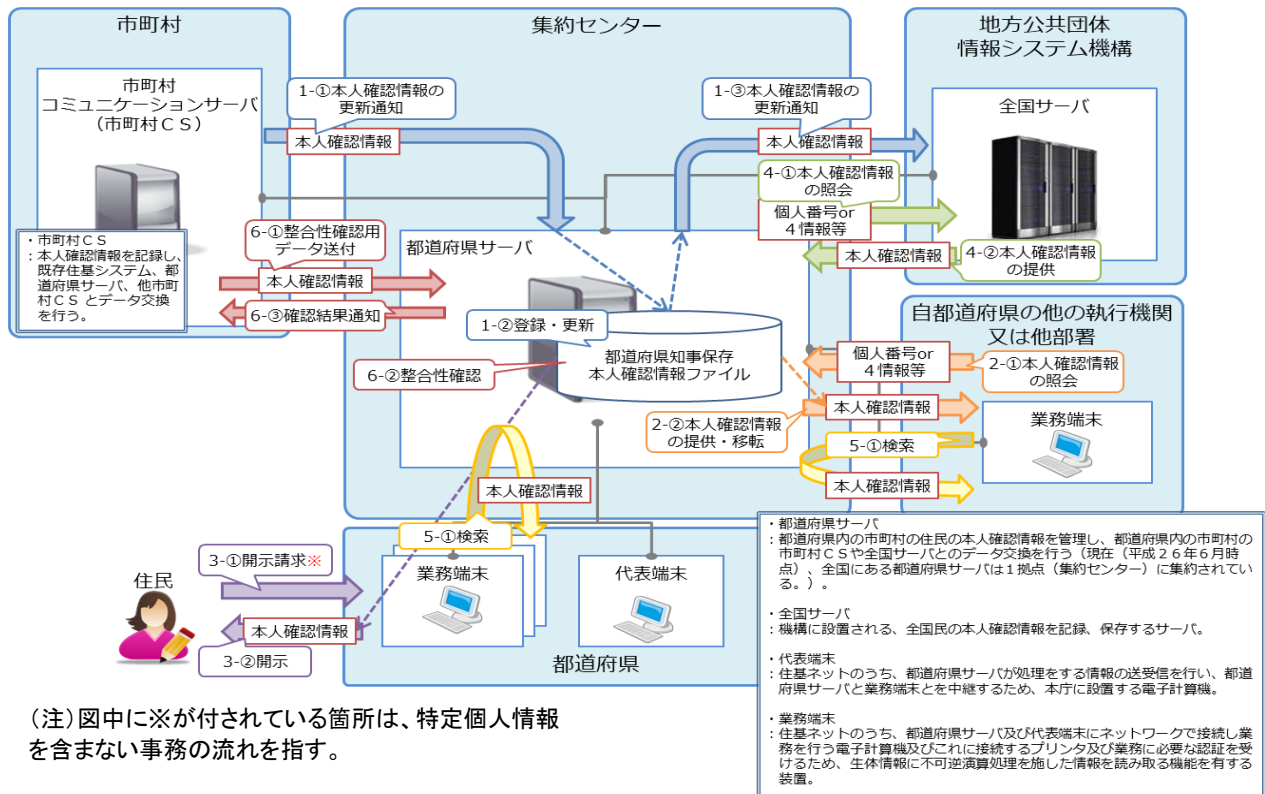 市町村
集約センター
地方公共団体
情報システム機構
市町村
コミュニケーションサーバ
(市町村CS)
1-①本人確認情報の
更新通知
本人確認情報
1-③本人確認情報の
更新通知
本人確認情報
全国サーバ
4-①本人確認情報
の照会
個人番号or
4情報等
本人確認情報
4-②本人確認情報
の提供
・市町村CS
:本人確認情報を記録し、
既存住基システム、都
道府県サーバ、他市町
村CS とデータ交換
を行う。
6-①整合性確認用
データ送付
本人確認情報
6-③確認結果通知
都道府県サーバ
1-②登録・更新
都道府県知事保存
本人確認情報ファイル
6-②整合性確認
自都道府県の他の執行機関
又は他部署
個人番号or
4情報等
2-①本人確認情報
の照会
本人確認情報
2-②本人確認情報
の提供・移転
業務端末
5-①検索
本人確認情報
本人確認情報
5-①検索
業務端末
代表端末
都道府県
住民
3-①開示請求※
本人確認情報
3-②開示
・都道府県サーバ
:都道府県内の市町村の住民の本人確認情報を管理し、都道府県内の市町村の
市町村CSや全国サーバとのデータ交換を行う(現在(平成26年6月時
点)、全国にある都道府県サーバは1拠点(集約センター)に集約されてい
る。)。
・全国サーバ
:機構に設置される、全国民の本人確認情報を記録、保存するサーバ。
・代表端末
:住基ネットのうち、都道府県サーバが処理をする情報の送受信を行い、都道
府県サーバと業務端末とを中継するため、本庁に設置する電子計算機。
・業務端末
:住基ネットのうち、都道府県サーバ及び代表端末にネットワークで接続し業
務を行う電子計算機及びこれに接続するプリンタ及び業務に必要な認証を受
けるため、生体情報に不可逆演算処理を施した情報を読み取る機能を有する
装置。
(注)図中に※が付されている箇所は、特定個人情報
を含まない事務の流れを指す。